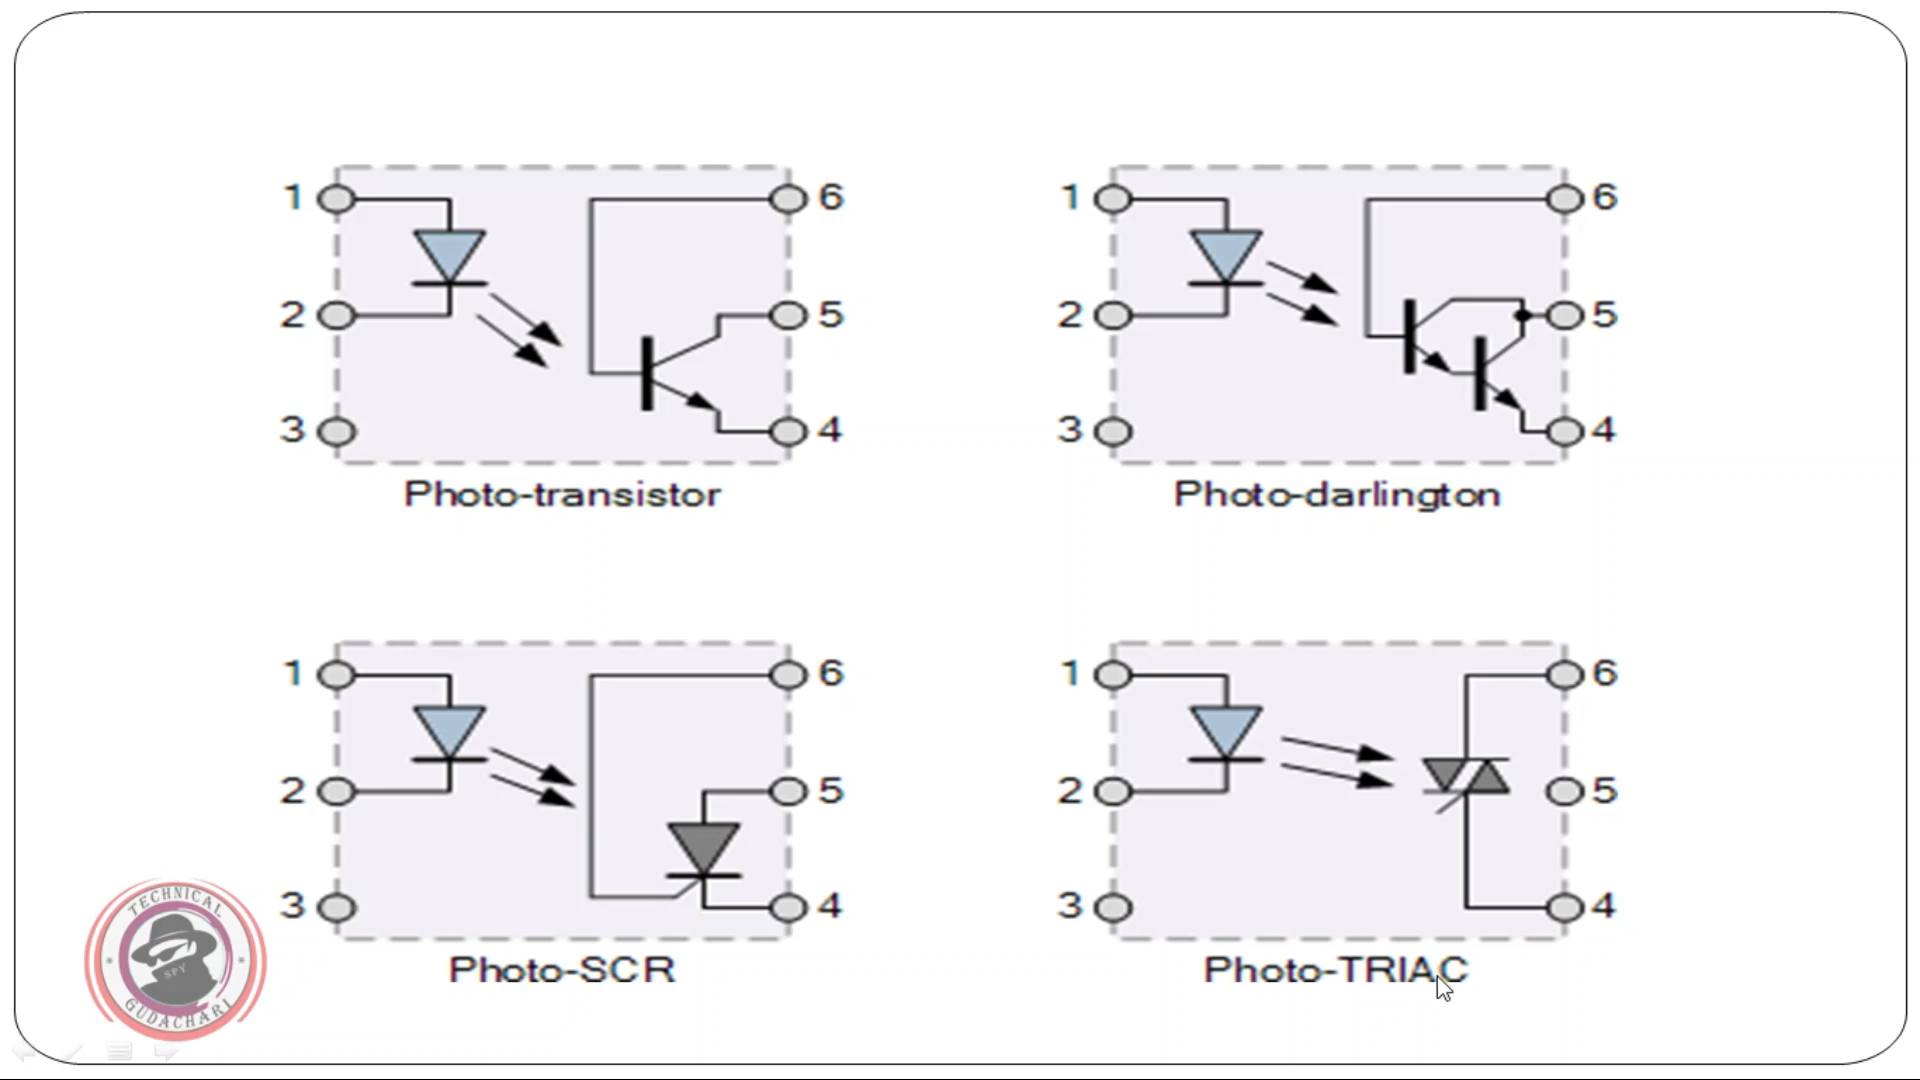 1 6
2 5
3 4
Photo-transistor
1 6
2 5
3 4
Photo-darlington
1 6
2 5
3 4
Photo-SCR
1 6
2 5
3 4
Photo-TRIAC
TECHNICAL
SPY
GUDACHARI